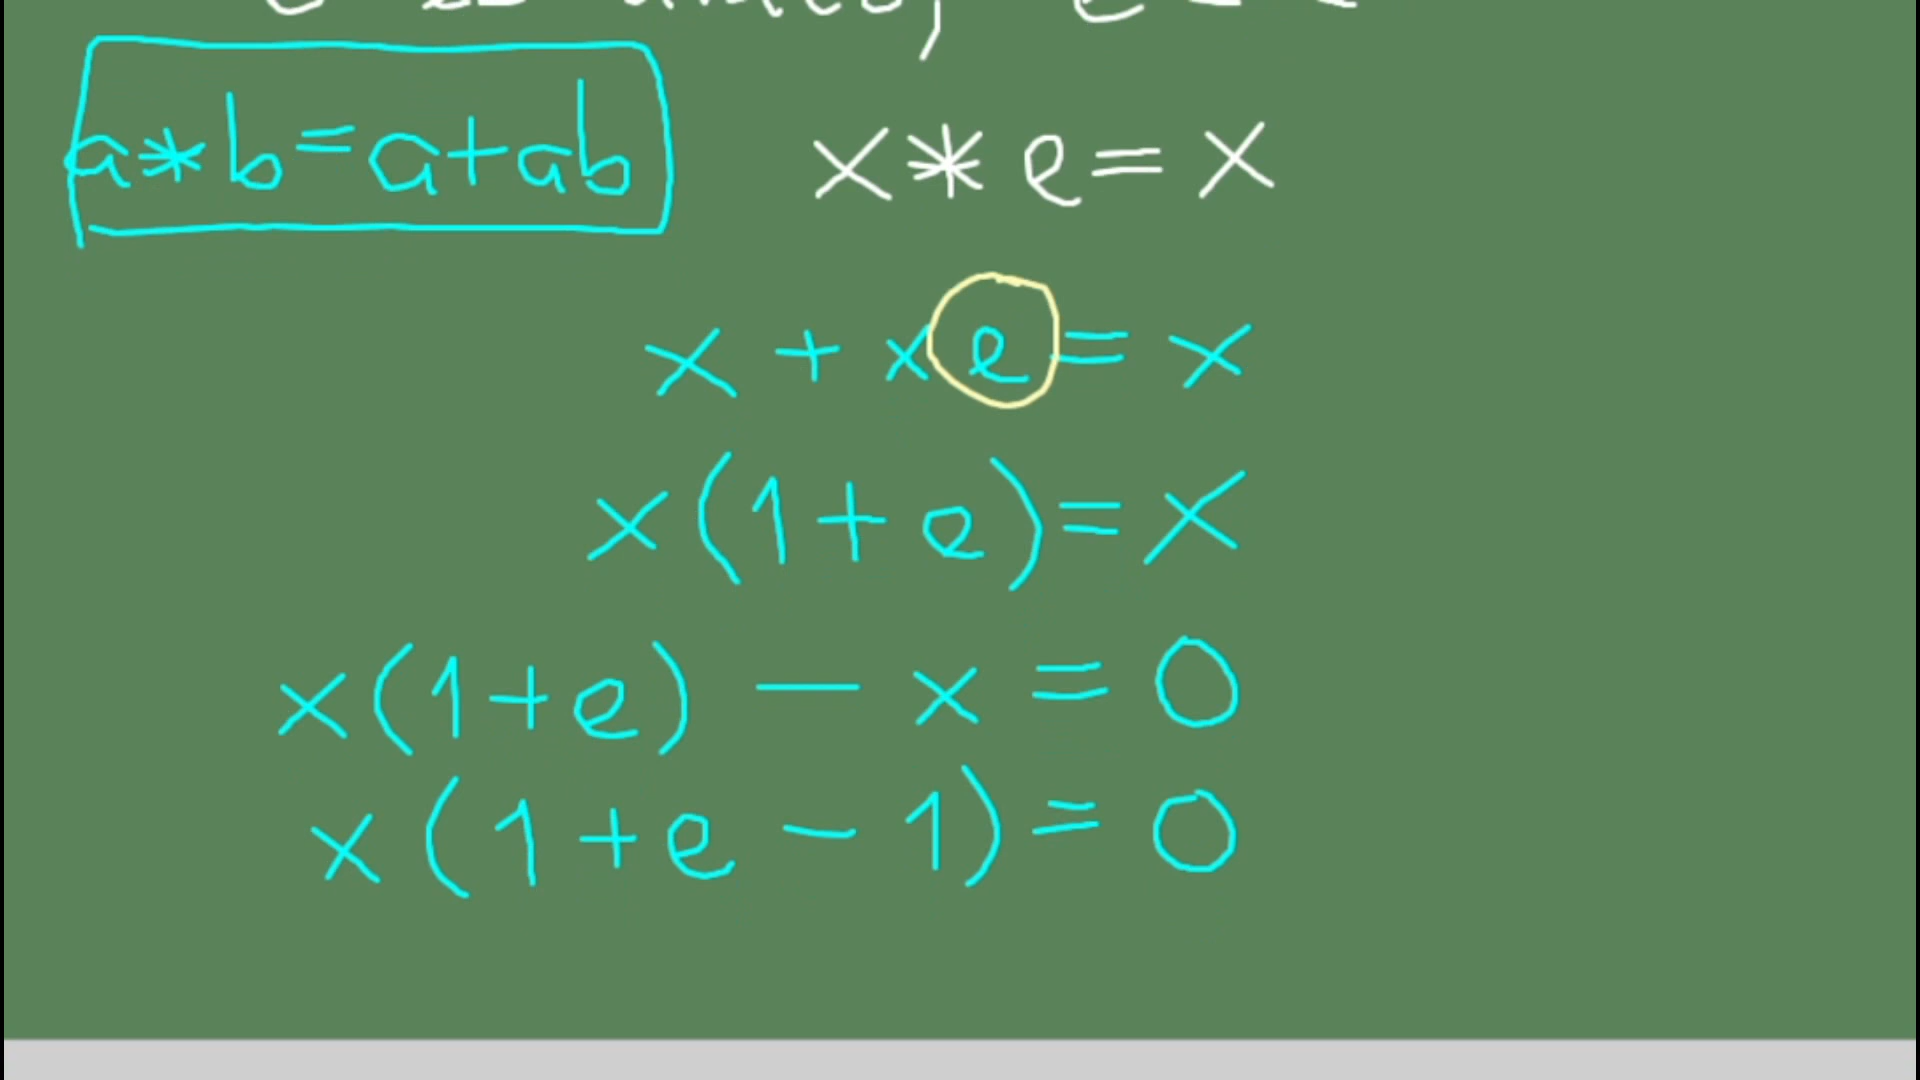 a*b=a+ab
x*e=x
x+xe=x
x(1+e)=x
x(1+e)-x=0
x(1+e-1)=0